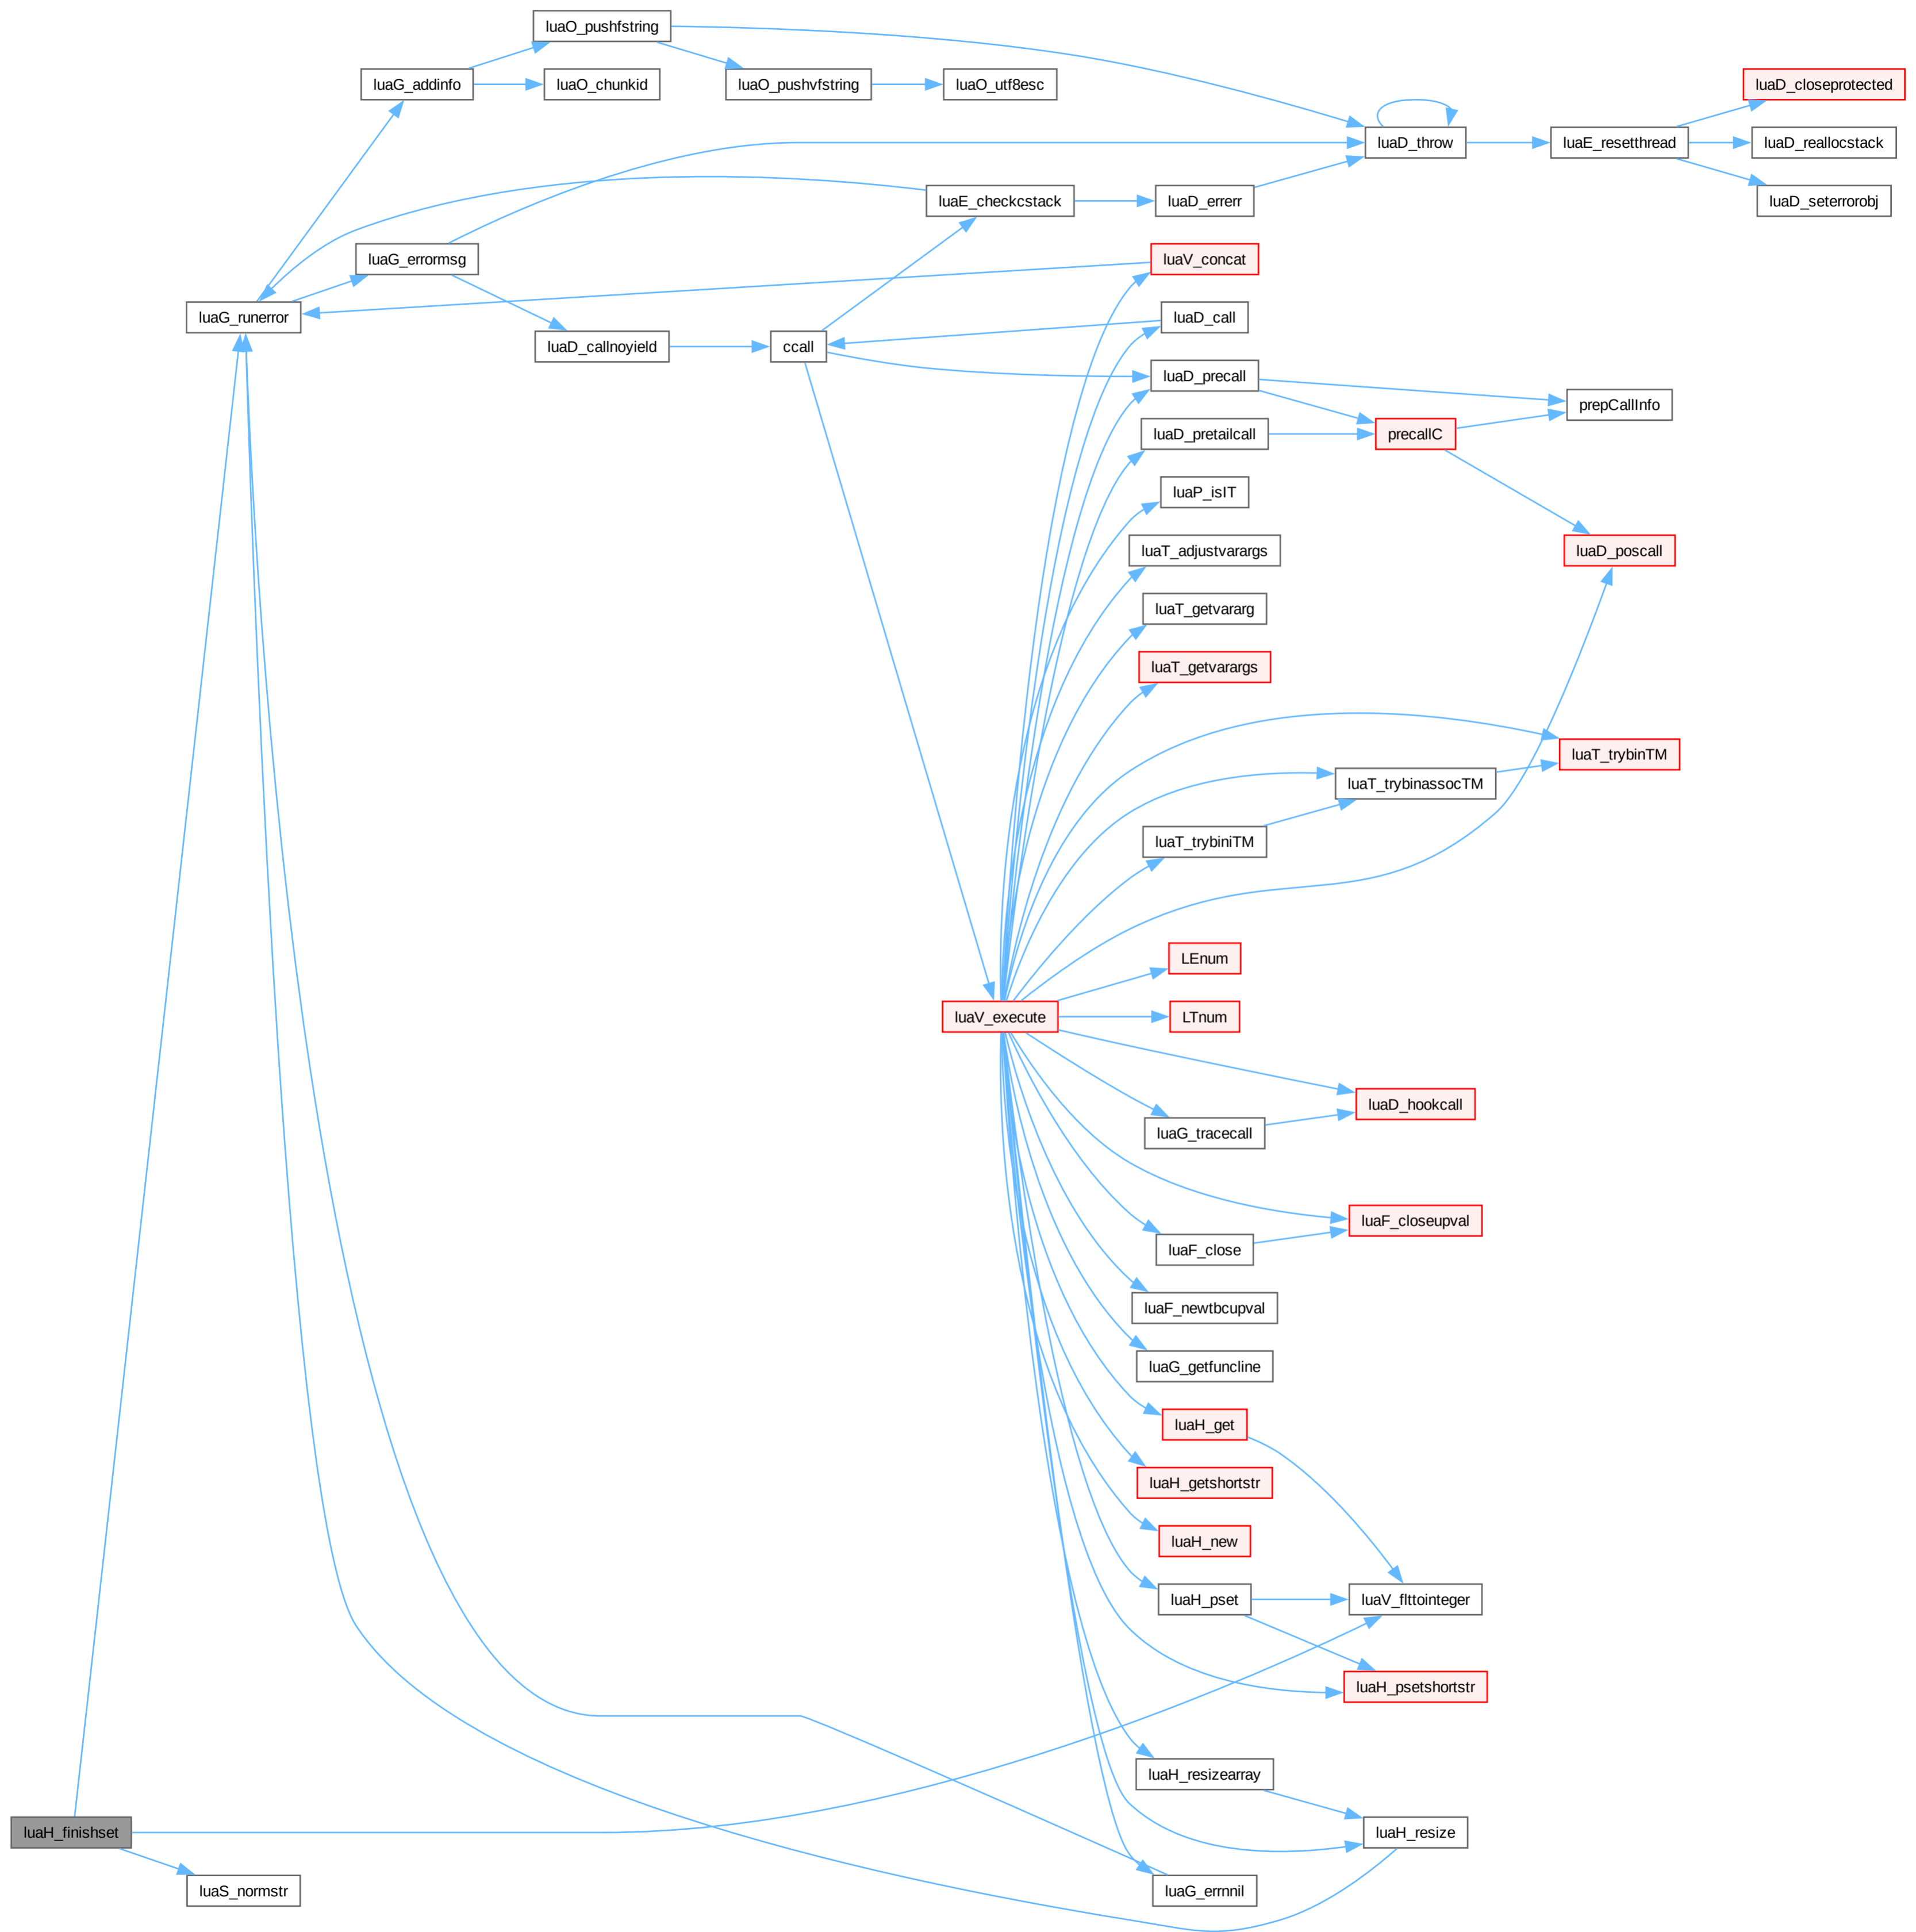 luaO_pushfstring
luaG_addinfo
luaO_chunkid
luaO_pushvfstring
luaO_utf8esc
luaD_closeprotected
luaD_throw
luaE_resetthread
luaD_reallocstack
luaE_checkcstack
luaD_errerr
luaD_seterrorobj
luaG_errormsg
luaV_concat
luaG_runerror
luaD_call
luaD_callnoyield
ccall
luaD_precall
prepCallInfo
luaD_pretailcall
precallC
luaP_isIT
luaT_adjustvarargs
luaD_poscall
luaT_getvararg
luaT_getvarargs
luaT_trybinTM
luaT_trybinassocTM
luaT_trybiniTM
LEnum
luaV_execute
LTnum
luaD_hookcall
luaG_tracecall
luaF_closeupval
luaF_close
luaF_newtbcupval
luaG_getfuncline
luaH_get
luaH_getshortstr
luaH_new
luaH_pset
luaV_flttointeger
luaH_psetshortstr
luaH_resizearray
luaH_finishset
luaH_resize
luaS_normstr
luaG_errnnil